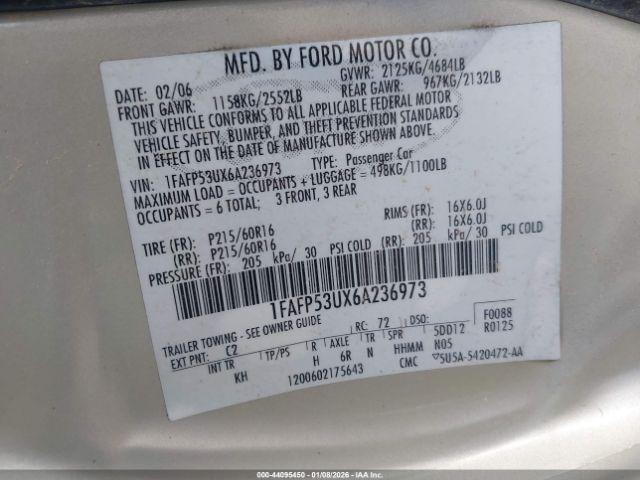 MFD. BY FORD MOTOR CO.
DATE: 02/06 GVWR: 2125KG/4684LB
FRONT GAWR: 1158KG/2552LB REAR GAWR: 967KG/2132LB
THIS VEHICLE CONFORMS TO ALL APPLICABLE FEDERAL MOTOR
VEHICLE SAFETY, BUMPER, AND THEFT PREVENTION STANDARDS
IN EFFECT ON THE DATE OF MANUFACTURE SHOWN ABOVE.
VIN: 1FAFP53UX6A236973 TYPE: Passenger Car
MAXIMUM LOAD = OCCUPANTS + LUGGAGE = 498KG/1100LB
OCCUPANTS = 6 TOTAL; 3 FRONT, 3 REAR
TIRE (FR): P215/60R16 RIMS (FR): 16X6.0J
(RR): P215/60R16 (RR): 16X6.0J
PRESSURE (FR): 205 kPa/ 30 PSI COLD (RR): 205 kPa/ 30 PSI COLD
1FAFP53UX6A236973
TRAILER TOWING - SEE OWNER GUIDE RC: 72 DSO: F0088
EXT PNT: C2 5DD12 R0125
INT TR TP/PS R AXLE TR SPR HHMM N05
KH H 6R N CMC ▽5U5A-5420472-AA
1200602175643
000-44095450 - 01/08/2026 - IAA Inc.